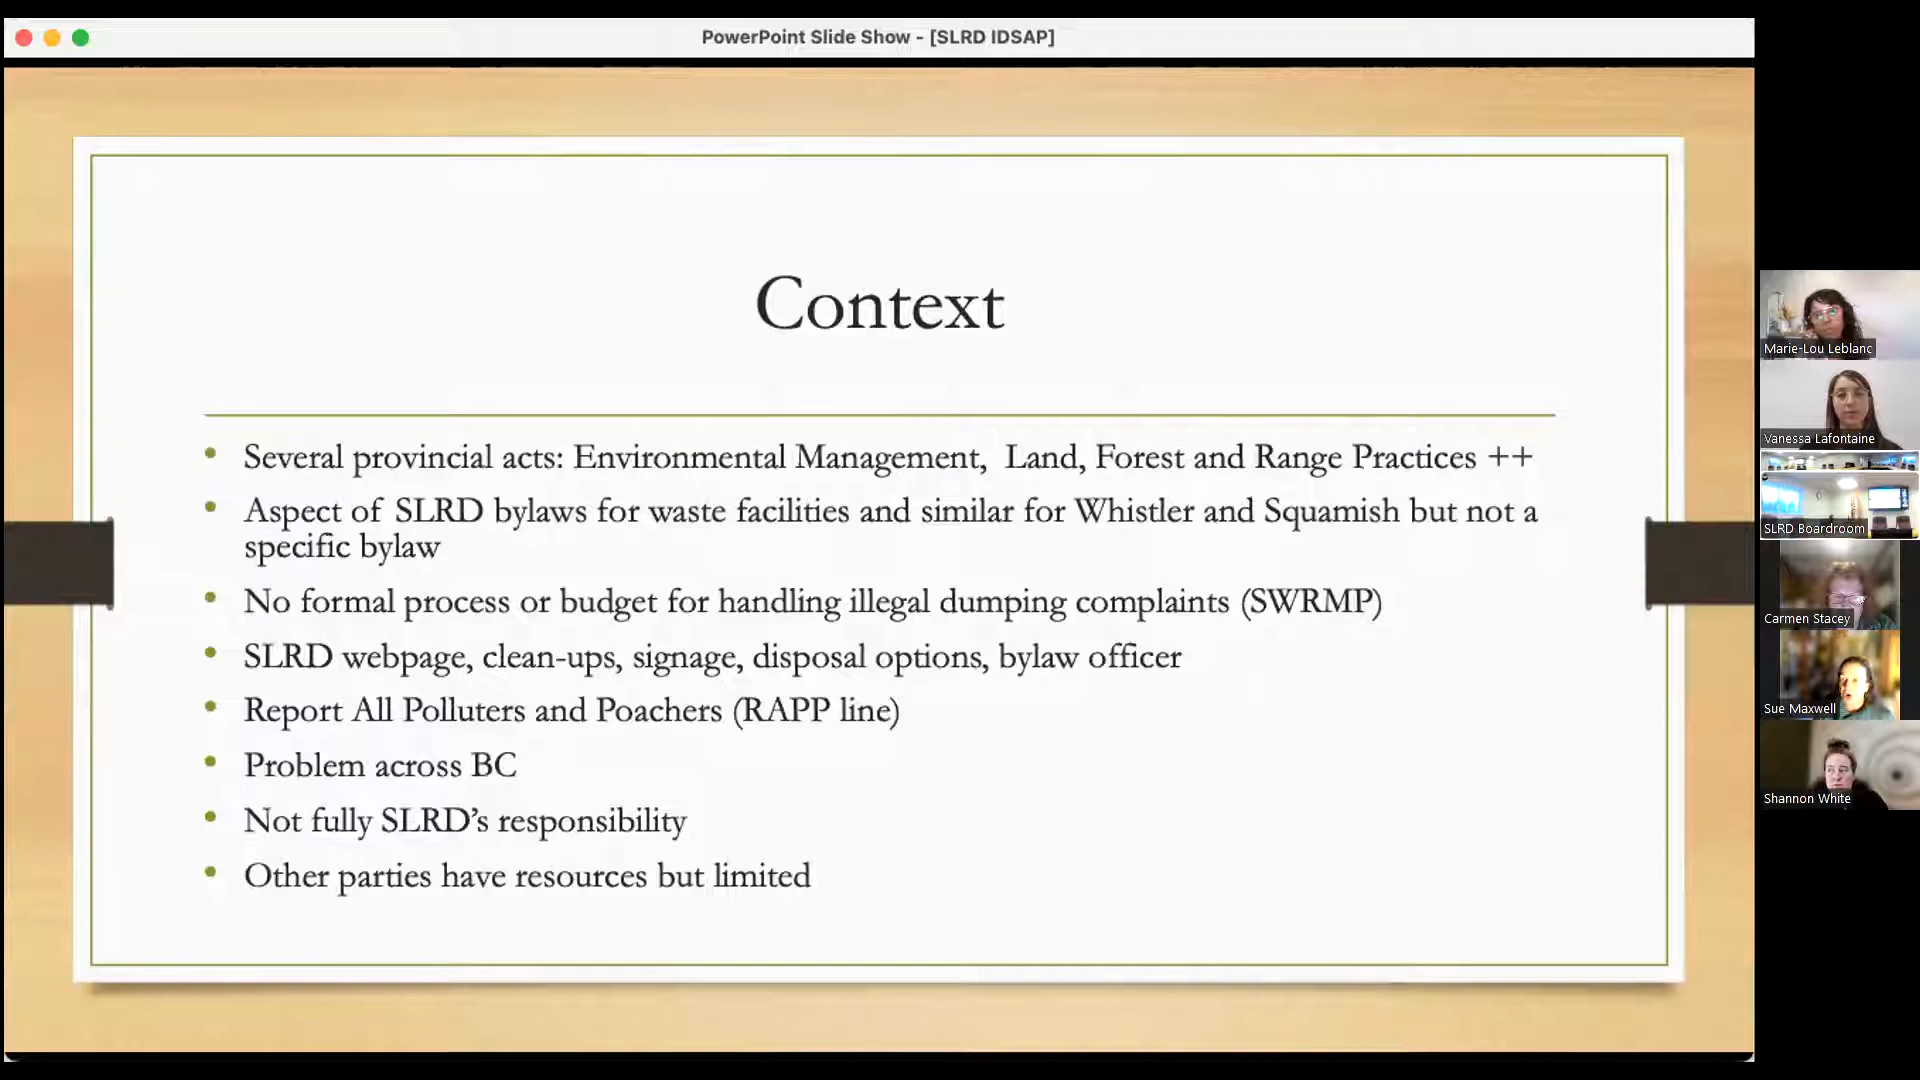 PowerPoint Slide Show - [SLRD IDSAP]
Context
Several provincial acts: Environmental Management, Land, Forest and Range Practices ++
Aspect of SLRD bylaws for waste facilities and similar for Whistler and Squamish but not a
specific bylaw
No formal process or budget for handling illegal dumping complaints (SWRMP)
SLRD webpage, clean-ups, signage, disposal options, bylaw officer
Report All Polluters and Poachers (RAPP line)
Problem across BC
Not fully SLRD’s responsibility
Other parties have resources but limited
Marie-Lou Leblanc
Vanessa Lafontaine
SLRD Boardroom
Carmen Stacey
Sue Maxwell
Shannon White